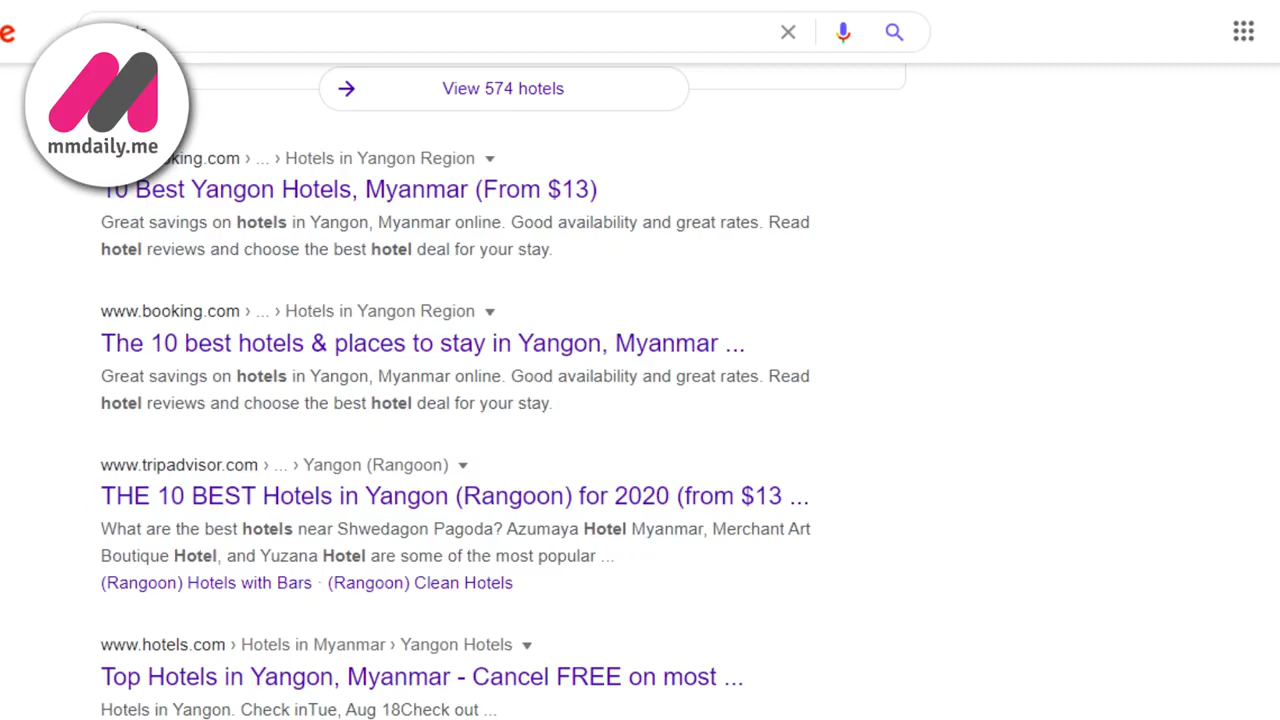 e
View 574 hotels
mmdaily.me
king.com › ... › Hotels in Yangon Region
10 Best Yangon Hotels, Myanmar (From $13)
Great savings on hotels in Yangon, Myanmar online. Good availability and great rates. Read
hotel reviews and choose the best hotel deal for your stay.
www.booking.com › ... › Hotels in Yangon Region
The 10 best hotels & places to stay in Yangon, Myanmar ...
Great savings on hotels in Yangon, Myanmar online. Good availability and great rates. Read
hotel reviews and choose the best hotel deal for your stay.
www.tripadvisor.com › ... › Yangon (Rangoon)
THE 10 BEST Hotels in Yangon (Rangoon) for 2020 (from $13 ...
What are the best hotels near Shwedagon Pagoda? Azumaya Hotel Myanmar, Merchant Art
Boutique Hotel, and Yuzana Hotel are some of the most popular ...
(Rangoon) Hotels with Bars · (Rangoon) Clean Hotels
www.hotels.com › Hotels in Myanmar › Yangon Hotels
Top Hotels in Yangon, Myanmar - Cancel FREE on most ...
Hotels in Yangon. Check inTue, Aug 18Check out ...